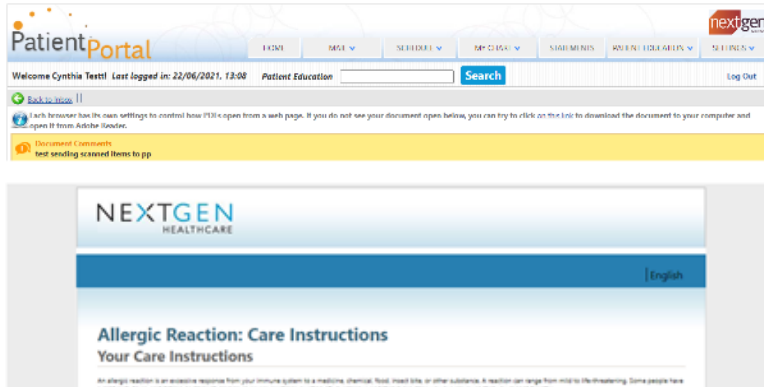 nextgen
PatientPortal
HOME MAIL SCHEDULE MY CHART STATEMENTS PATIENT EDUCATION SETTINGS
Welcome Cynthia Testtl Last logged in: 22/06/2021, 13:08 Patient Education Search Log Out
Back to Inbox ||
Each browser has its own settings to control how PDFs open from a web page. If you do not see your document open below, you can try to click on this link to download the document to your computer and
open it from Adobe Reader.
Document Comments
test sending scanned items to pp
NEXTGEN
HEALTHCARE
English
Allergic Reaction: Care Instructions
Your Care Instructions
An allergic reaction is an excessive response from your immune system to a medicine, chemical, food, insect bite, or other substance. A reaction can range from mild to life-threatening. Some people have